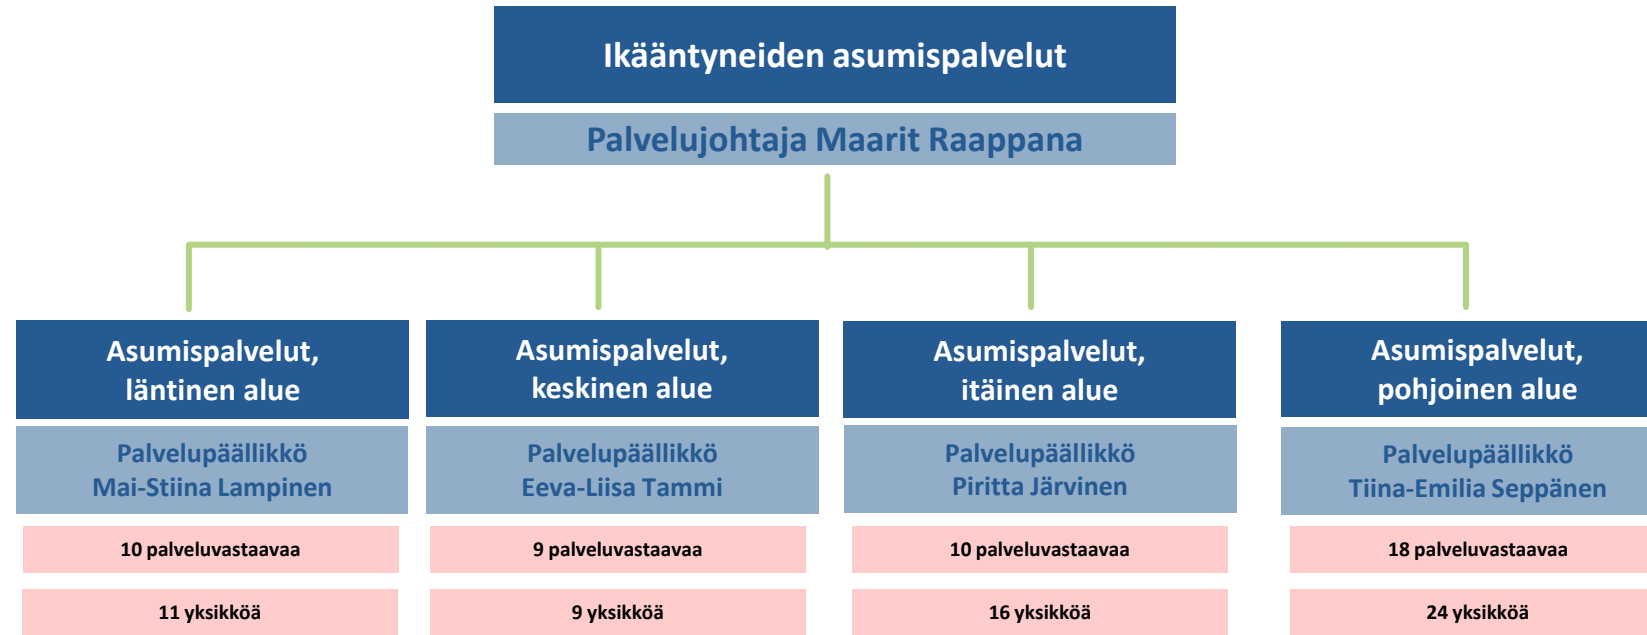 Ikääntyneiden asumispalvelut
Palvelujohtaja Maarit Raappana
Asumispalvelut,
läntinen alue
Palvelupäällikkö
Mai-Stiina Lampinen
10 palveluvastaavaa
11 yksikköä
Asumispalvelut,
keskinen alue
Palvelupäällikkö
Eeva-Liisa Tammi
9 palveluvastaavaa
9 yksikköä
Asumispalvelut,
itäinen alue
Palvelupäällikkö
Piritta Järvinen
10 palveluvastaavaa
16 yksikköä
Asumispalvelut,
pohjoinen alue
Palvelupäällikkö
Tiina-Emilia Seppänen
18 palveluvastaavaa
24 yksikköä